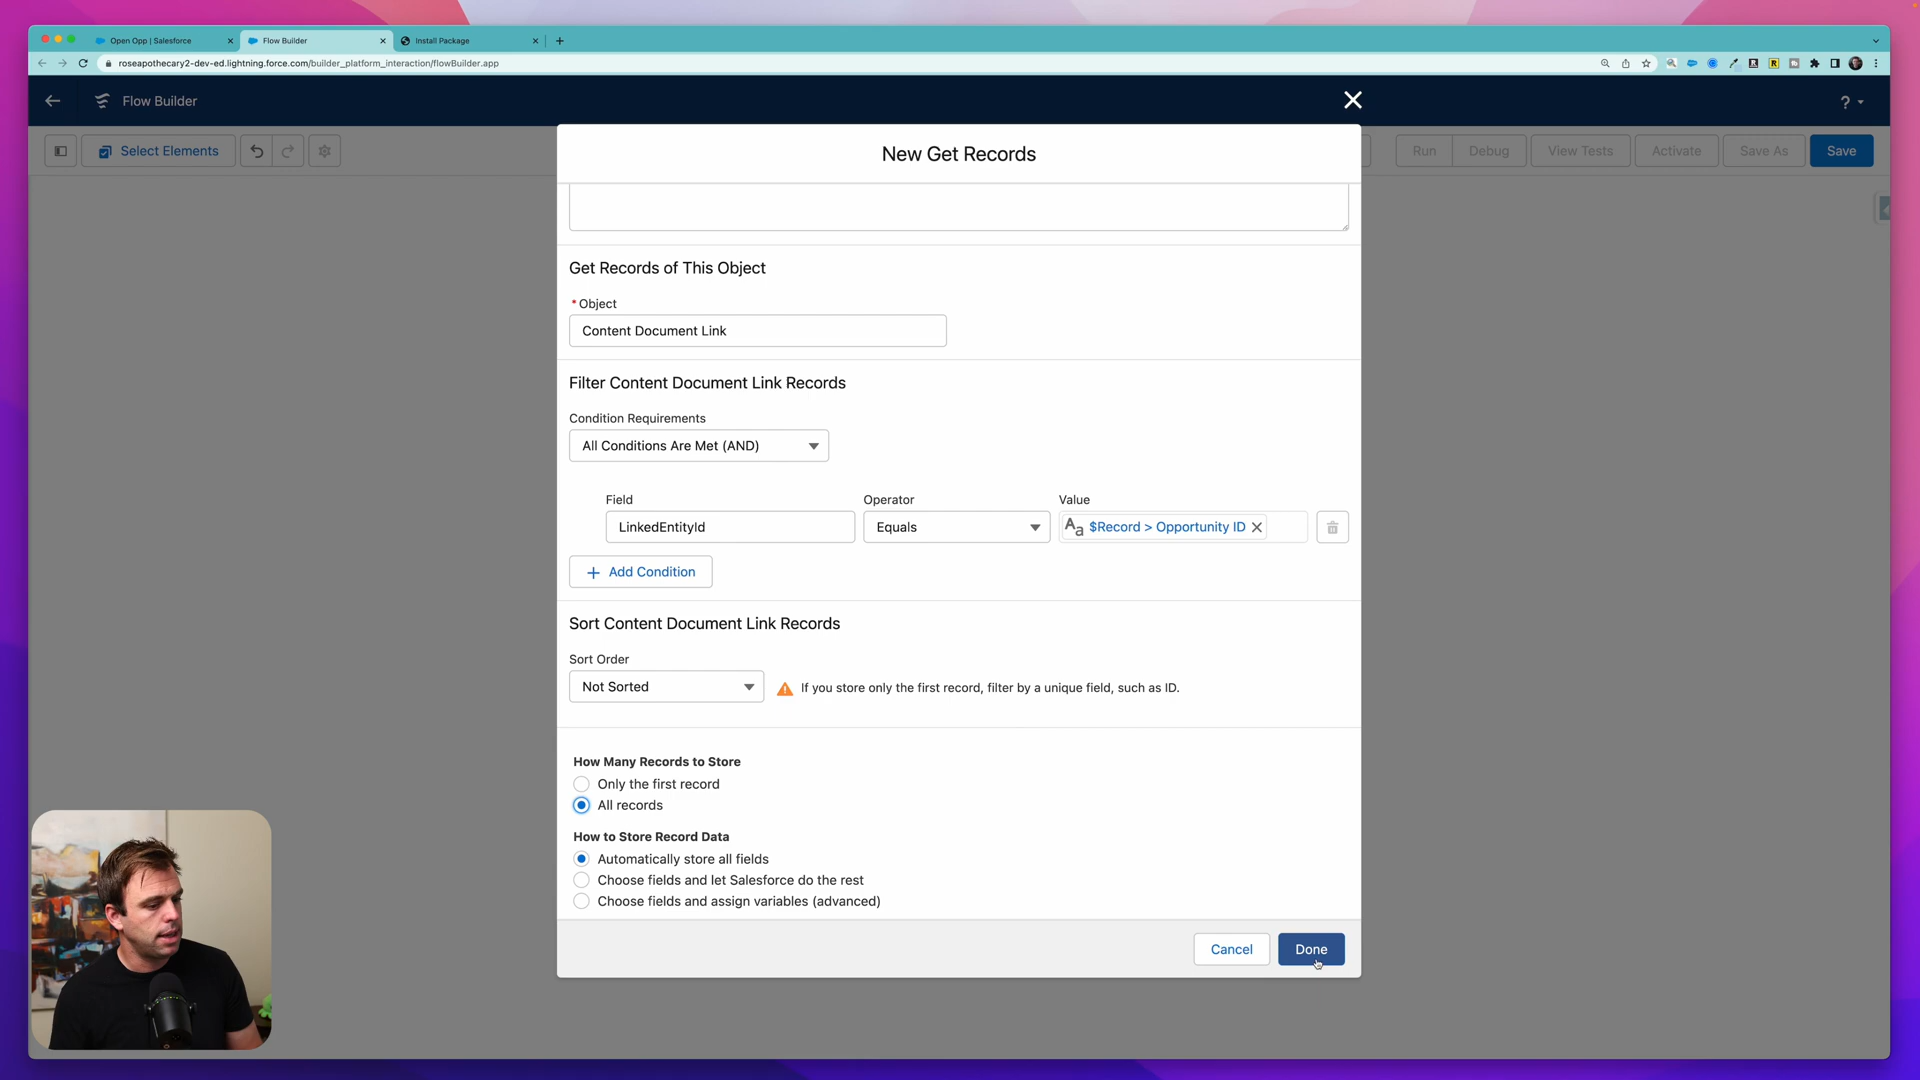 Open Opp | Salesforce
Flow Builder
Install Package
roseapothecary2-dev-ed.lightning.force.com/builder_platform_interaction/flowBuilder.app
Flow Builder
?
Select Elements
Run
Debug
View Tests
Activate
Save As
Save
New Get Records
Get Records of This Object
* Object
Content Document Link
Filter Content Document Link Records
Condition Requirements
All Conditions Are Met (AND)
Field
Operator
Value
LinkedEntityId
Equals
Aa $Record > Opportunity ID
+ Add Condition
Sort Content Document Link Records
Sort Order
Not Sorted
If you store only the first record, filter by a unique field, such as ID.
How Many Records to Store
Only the first record
All records
How to Store Record Data
Automatically store all fields
Choose fields and let Salesforce do the rest
Choose fields and assign variables (advanced)
Cancel
Done